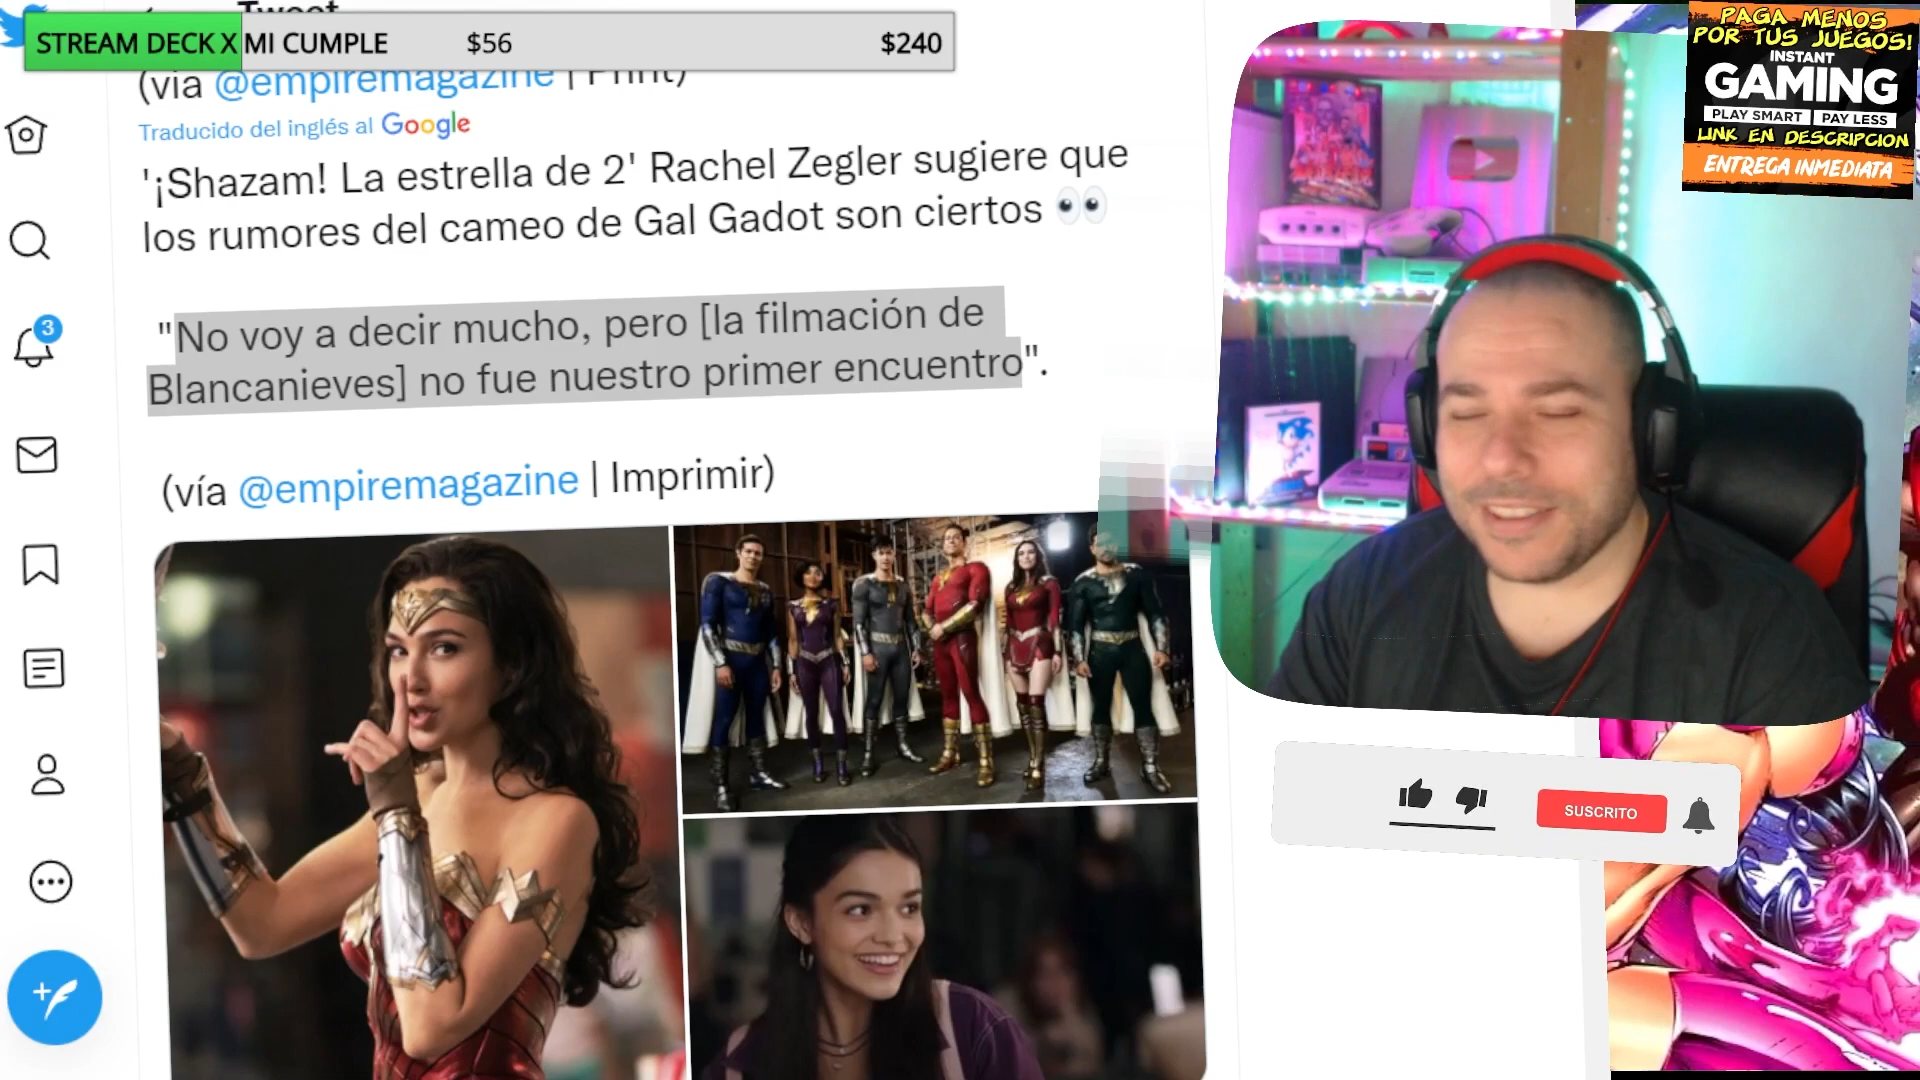 Tweet
STREAM DECK X MI CUMPLE $56 $240
(vía @empiremagazine | Print)
Traducido del inglés al Google
'¡Shazam! La estrella de 2' Rachel Zegler sugiere que
los rumores del cameo de Gal Gadot son ciertos 👀
"No voy a decir mucho, pero [la filmación de
Blancanieves] no fue nuestro primer encuentro".
(vía @empiremagazine | Imprimir)
3
PAGA MENOS
POR TUS JUEGOS!
INSTANT
GAMING
PLAY SMART | PAY LESS
LINK EN DESCRIPCION
ENTREGA INMEDIATA
SUSCRITO